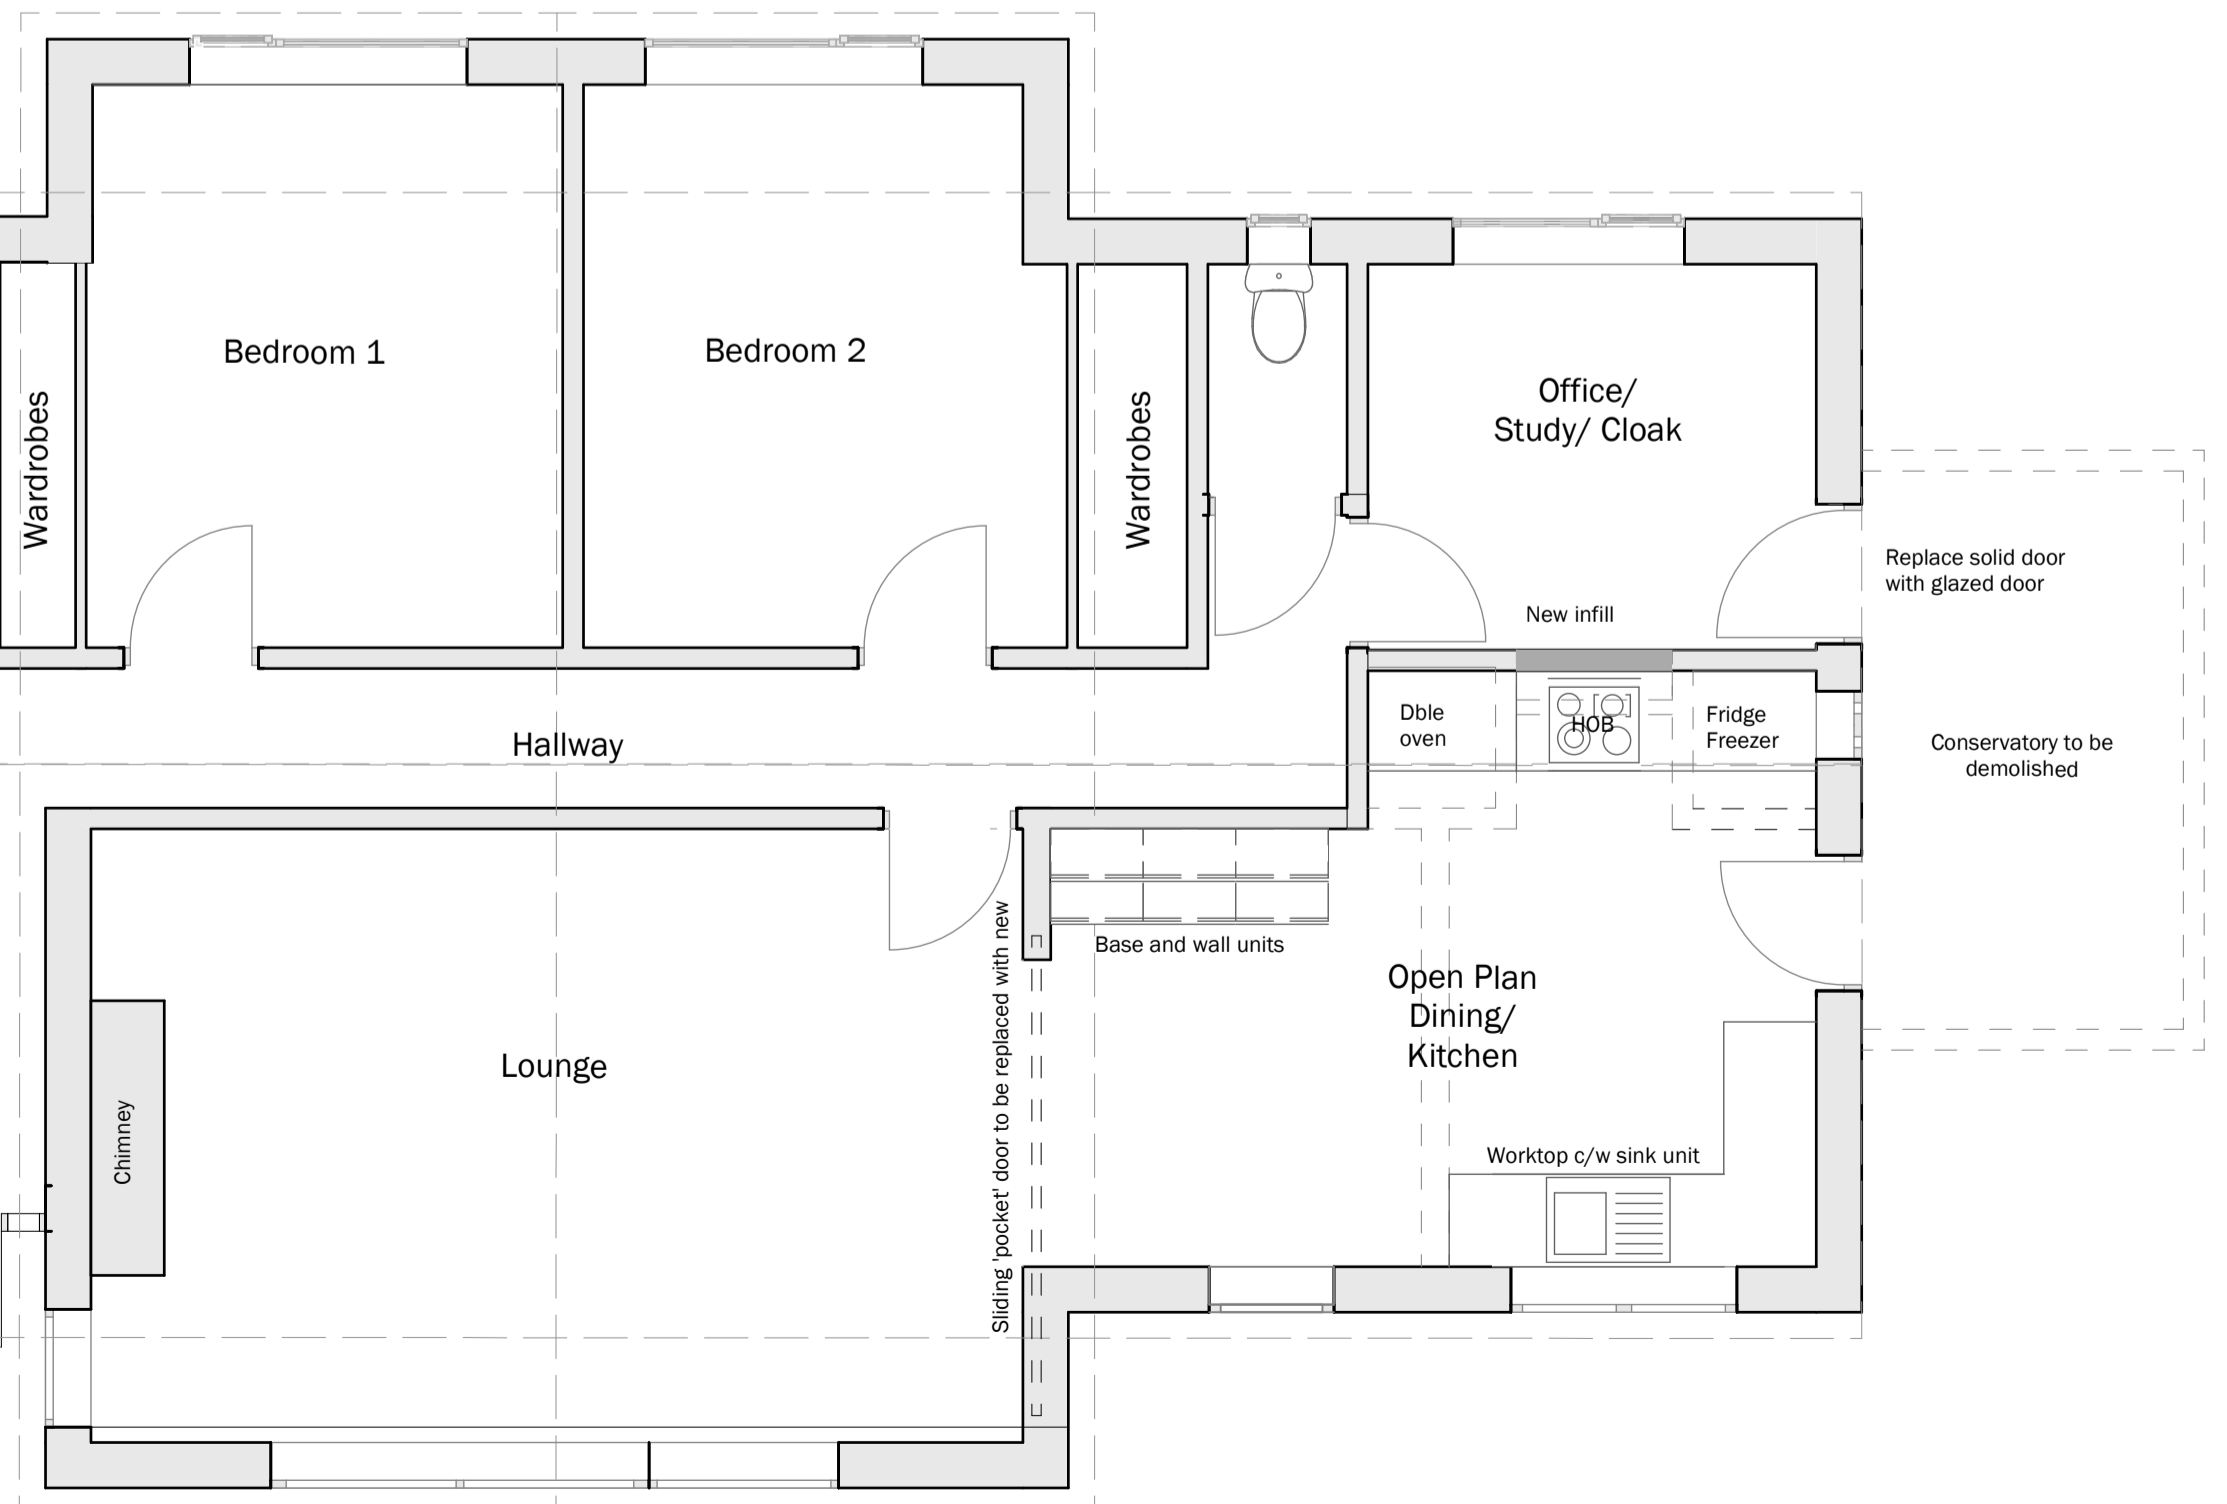 Bedroom 1
Bedroom 2
Wardrobes
Wardrobes
Office/
Study/ Cloak
Replace solid door
with glazed door
New infill
Dble
oven
HOB
Fridge
Freezer
Conservatory to be
demolished
Hallway
Base and wall units
Sliding 'pocket' door to be replaced with new
Open Plan
Dining/
Kitchen
Lounge
Chimney
Worktop c/w sink unit